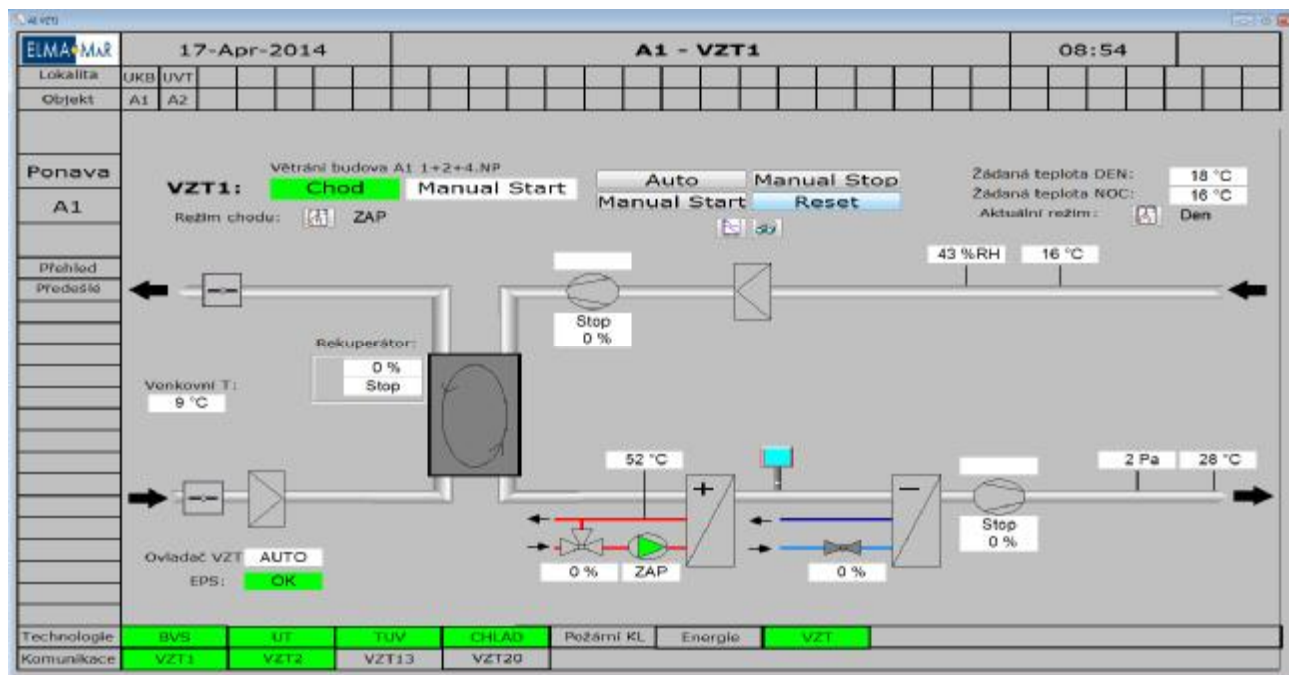 A1 VZT1
ELMA MAR 17-Apr-2014 A1 - VZT1 08:54
Lokalita UKB UVT
Objekt A1 A2
Ponava
A1
Přehled
Předešlé
Větrání budova A1 1+2+4.NP
VZT1: Chod Manual Start
Režim chodu: ZAP
Auto Manual Stop
Manual Start Reset
Žádaná teplota DEN: 18 °C
Žádaná teplota NOC: 16 °C
Aktuální režim: Den
43 %RH 16 °C
Stop
0 %
Rekuperátor:
0 %
Stop
Venkovní T:
9 °C
52 °C
2 Pa 28 °C
+
−
Stop
0 %
0 % ZAP 0 %
Ovladač VZT AUTO
EPS: OK
Technologie BVS UT TUV CHLAD Požární KL Energie VZT
Komunikace VZT1 VZT2 VZT13 VZT20